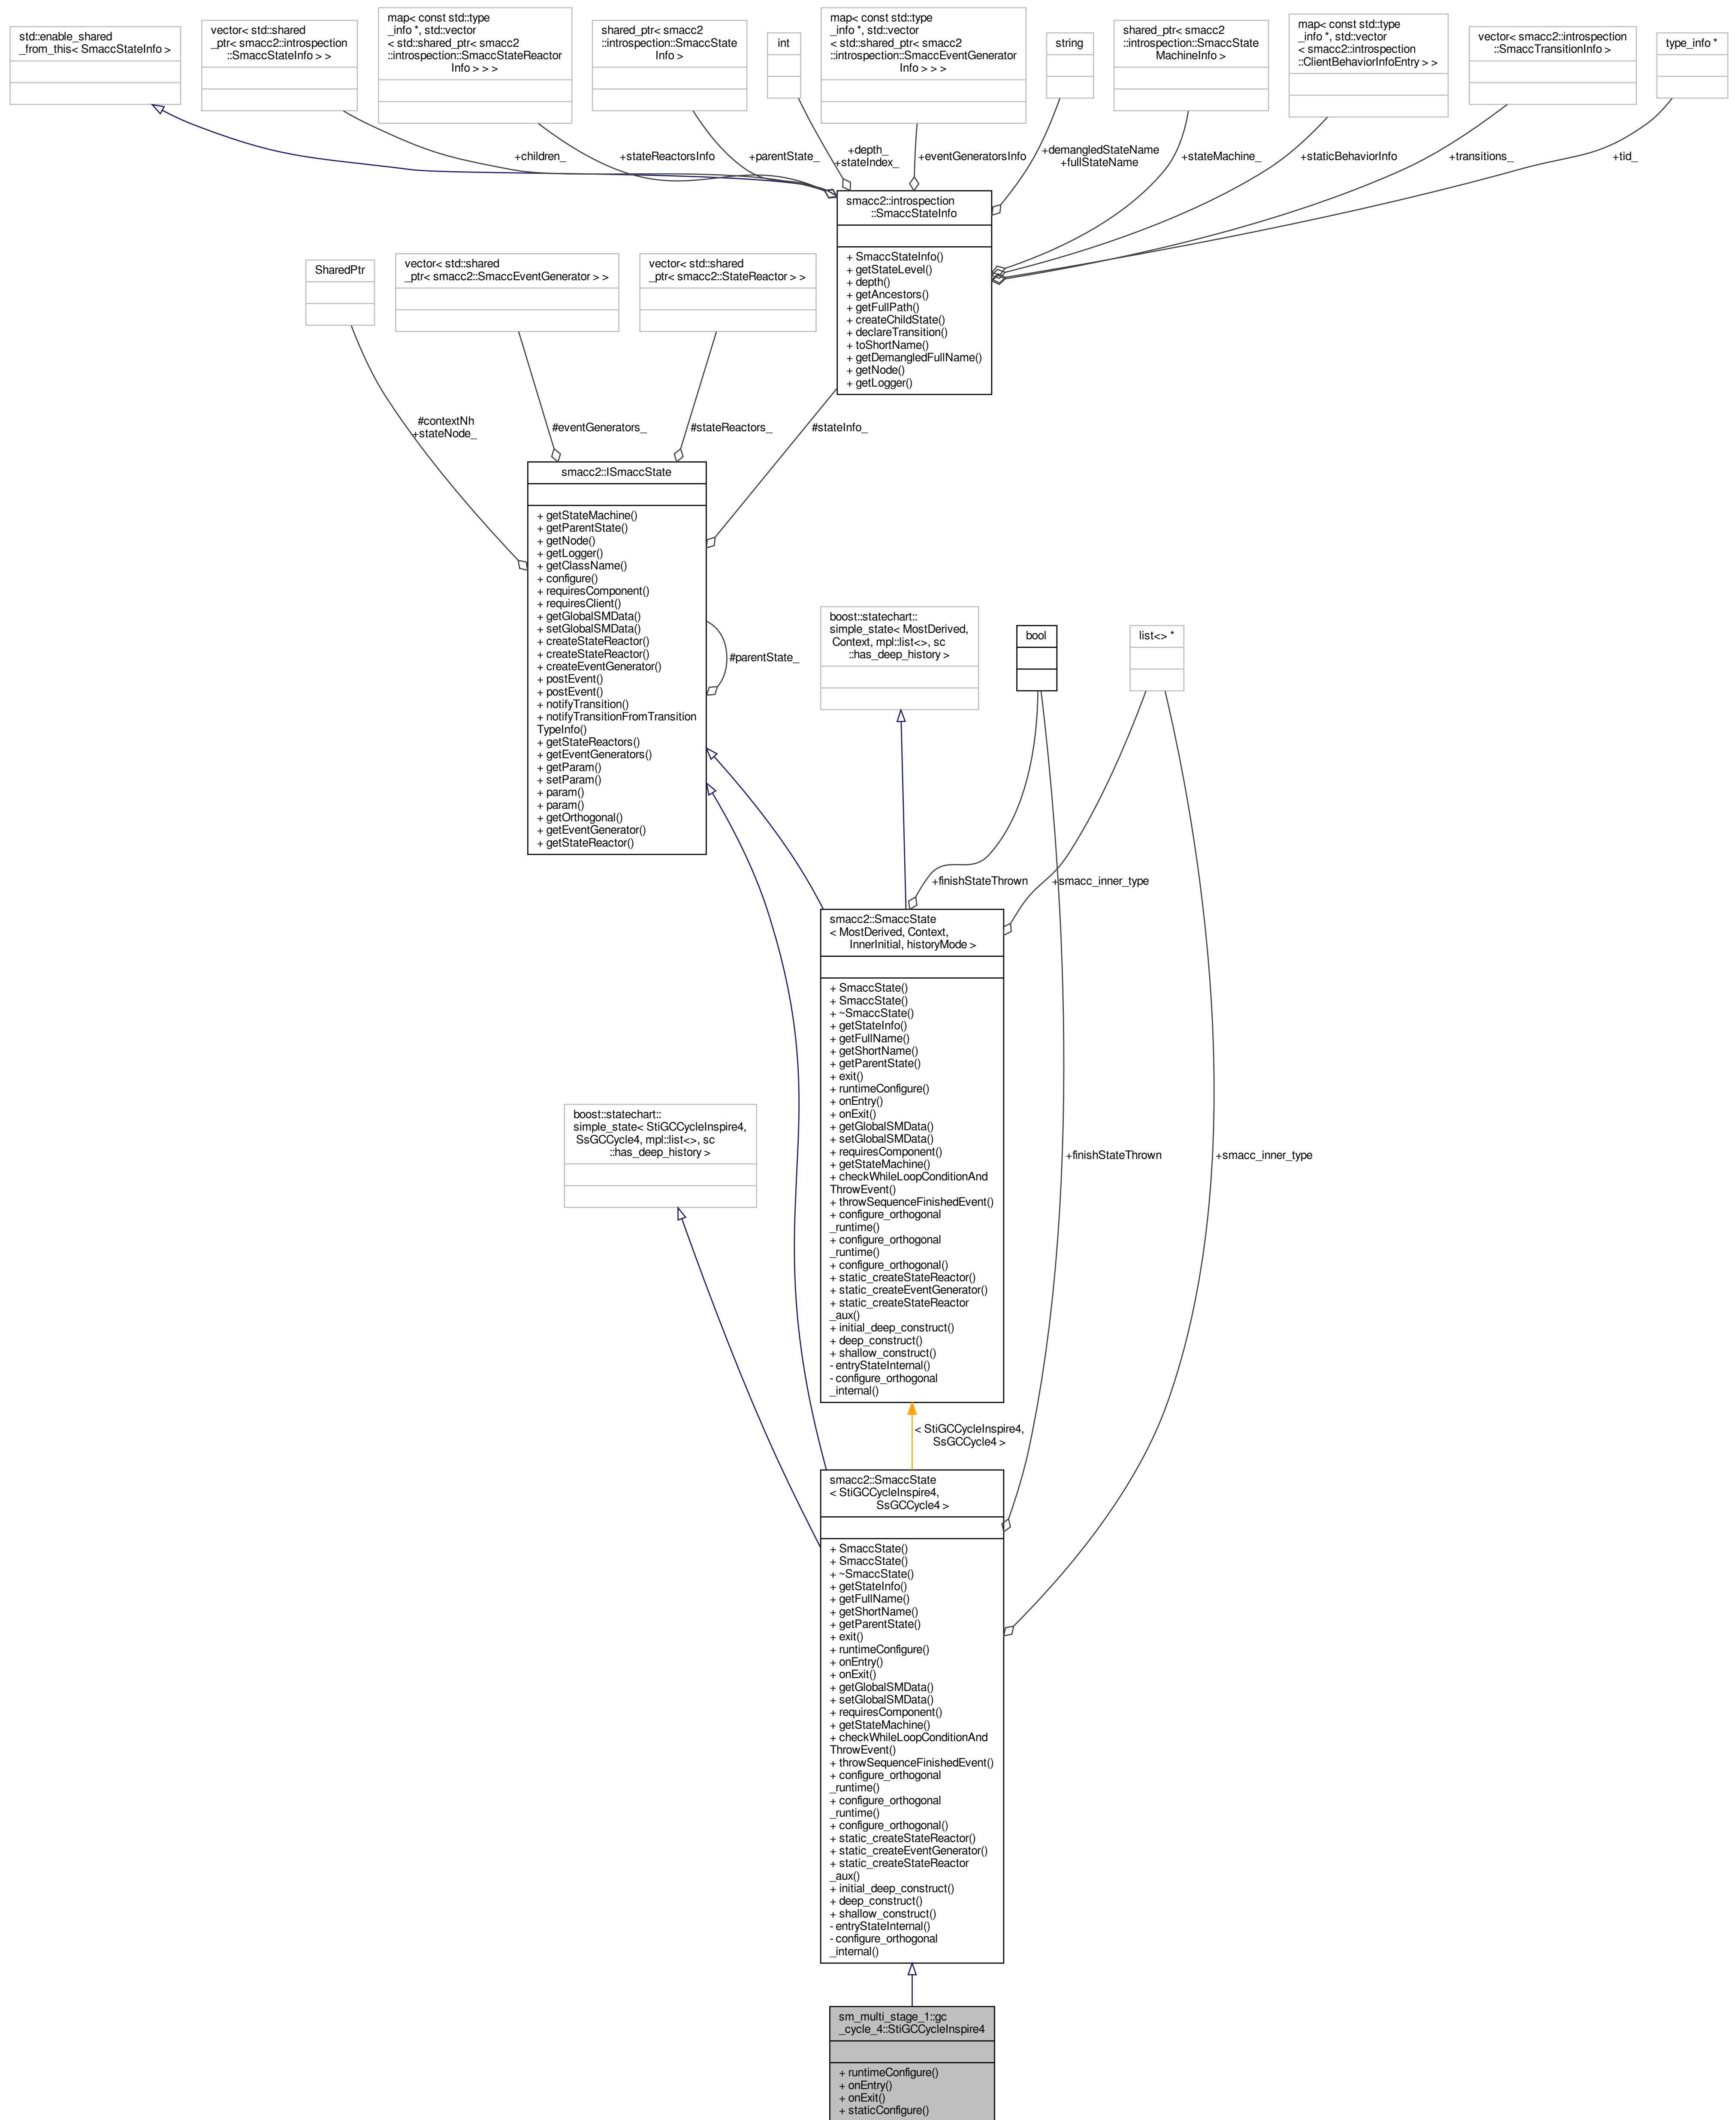 std::enable_shared
_from_this< SmaccStateInfo >
vector< std::shared
_ptr< smacc2::introspection
::SmaccStateInfo > >
map< const std::type
_info *, std::vector
< std::shared_ptr< smacc2
::introspection::SmaccStateReactor
Info > > >
shared_ptr< smacc2
::introspection::SmaccState
Info >
int
map< const std::type
_info *, std::vector
< std::shared_ptr< smacc2
::introspection::SmaccEventGenerator
Info > > >
string
shared_ptr< smacc2
::introspection::SmaccState
MachineInfo >
map< const std::type
_info *, std::vector
< smacc2::introspection
::ClientBehaviorInfoEntry > >
vector< smacc2::introspection
::SmaccTransitionInfo >
type_info *
+children_
+stateReactorsInfo
+parentState_
+depth_
+stateIndex_
+eventGeneratorsInfo
+demangledStateName
+fullStateName
+stateMachine_
+staticBehaviorInfo
+transitions_
+tid_
smacc2::introspection
::SmaccStateInfo
+ SmaccStateInfo()
+ getStateLevel()
+ depth()
+ getAncestors()
+ getFullPath()
+ createChildState()
+ declareTransition()
+ toShortName()
+ getDemangledFullName()
+ getNode()
+ getLogger()
SharedPtr
vector< std::shared
_ptr< smacc2::SmaccEventGenerator > >
vector< std::shared
_ptr< smacc2::StateReactor > >
#contextNh
+stateNode_
#eventGenerators_
#stateReactors_
#stateInfo_
smacc2::ISmaccState
+ getStateMachine()
+ getParentState()
+ getNode()
+ getLogger()
+ getClassName()
+ configure()
+ requiresComponent()
+ requiresClient()
+ getGlobalSMData()
+ setGlobalSMData()
+ createStateReactor()
+ createStateReactor()
+ createEventGenerator()
+ postEvent()
+ postEvent()
+ notifyTransition()
+ notifyTransitionFromTransition
TypeInfo()
+ getStateReactors()
+ getEventGenerators()
+ getParam()
+ setParam()
+ param()
+ param()
+ getOrthogonal()
+ getEventGenerator()
+ getStateReactor()
#parentState_
boost::statechart::
simple_state< MostDerived,
Context, mpl::list<>, sc
::has_deep_history >
bool
list<> *
+finishStateThrown
+smacc_inner_type
smacc2::SmaccState
< MostDerived, Context,
InnerInitial, historyMode >
+ SmaccState()
+ SmaccState()
+ ~SmaccState()
+ getStateInfo()
+ getFullName()
+ getShortName()
+ getParentState()
+ exit()
+ runtimeConfigure()
+ onEntry()
+ onExit()
+ getGlobalSMData()
+ setGlobalSMData()
+ requiresComponent()
+ getStateMachine()
+ checkWhileLoopConditionAnd
ThrowEvent()
+ throwSequenceFinishedEvent()
+ configure_orthogonal
_runtime()
+ configure_orthogonal
_runtime()
+ configure_orthogonal()
+ static_createStateReactor()
+ static_createEventGenerator()
+ static_createStateReactor
_aux()
+ initial_deep_construct()
+ deep_construct()
+ shallow_construct()
- entryStateInternal()
- configure_orthogonal
_internal()
boost::statechart::
simple_state< StiGCCycleInspire4,
SsGCCycle4, mpl::list<>, sc
::has_deep_history >
+finishStateThrown
+smacc_inner_type
< StiGCCycleInspire4,
SsGCCycle4 >
smacc2::SmaccState
< StiGCCycleInspire4,
SsGCCycle4 >
+ SmaccState()
+ SmaccState()
+ ~SmaccState()
+ getStateInfo()
+ getFullName()
+ getShortName()
+ getParentState()
+ exit()
+ runtimeConfigure()
+ onEntry()
+ onExit()
+ getGlobalSMData()
+ setGlobalSMData()
+ requiresComponent()
+ getStateMachine()
+ checkWhileLoopConditionAnd
ThrowEvent()
+ throwSequenceFinishedEvent()
+ configure_orthogonal
_runtime()
+ configure_orthogonal
_runtime()
+ configure_orthogonal()
+ static_createStateReactor()
+ static_createEventGenerator()
+ static_createStateReactor
_aux()
+ initial_deep_construct()
+ deep_construct()
+ shallow_construct()
- entryStateInternal()
- configure_orthogonal
_internal()
sm_multi_stage_1::gc
_cycle_4::StiGCCycleInspire4
+ runtimeConfigure()
+ onEntry()
+ onExit()
+ staticConfigure()